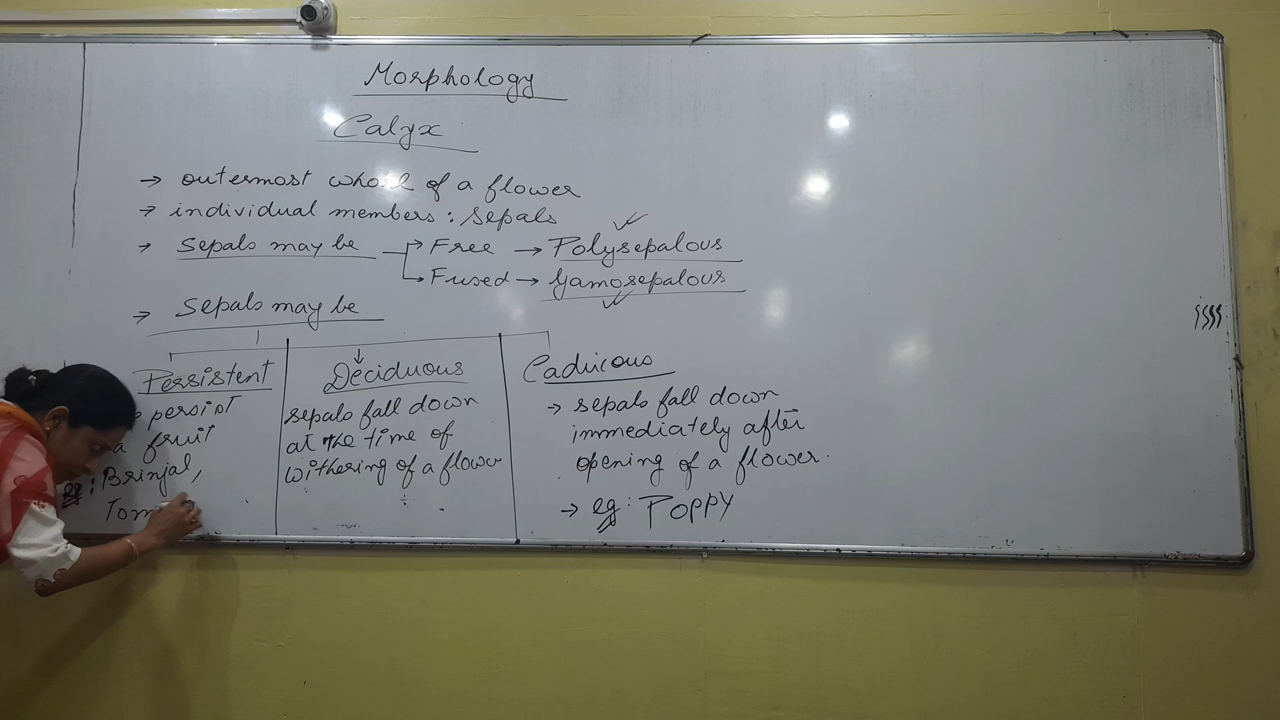 Morphology
Calyx
→ outermost whorl of a flower
→ individual members : sepals
→ sepals may be → Free → Polysepalous
→ Fused → Gamosepalous
→ Sepals may be
Persistent
persist
a fruit
eg : Brinjal,
Deciduous
sepals fall down
at the time of
withering of a flower
Caducous
→ sepals fall down
immediately after
opening of a flower.
→ eg : POPPY